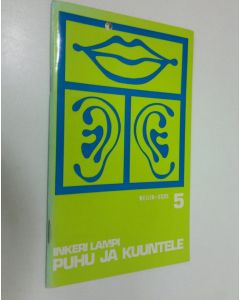 5
INKERI LAMPI
PUHU JA KUUNTELE